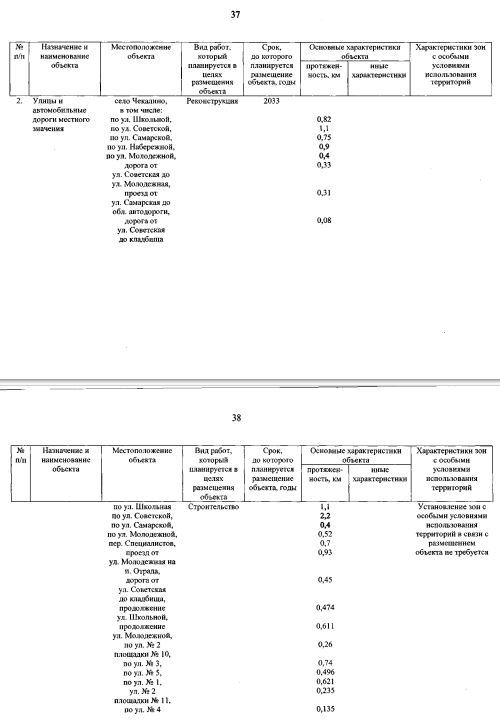 37
№ п/п
Назначение и наименование объекта
Местоположение объекта
Вид работ, который планируется в целях размещения объекта
Срок, до которого планируется размещение объекта, годы
Основные характеристики объекта
протяжен-ность, км
иные характеристики
Характеристики зон с особыми условиями использования территорий
2. Улицы и село Чекалино, Реконструкция 2033
автомобильные в том числе:
дороги местного по ул. Школьной, 0,82
значения по ул. Советской, 1,1
по ул. Самарской, 0,75
по ул. Набережной, 0,9
по ул. Молодежной, 0,4
дорога от 0,33
ул. Советская до
ул. Молодежная,
проезд от 0,31
ул. Самарская до
обл. автодороги,
дорога от 0,08
ул. Советская
до кладбища
38
№ п/п
Назначение и наименование объекта
Местоположение объекта
Вид работ, который планируется в целях размещения объекта
Срок, до которого планируется размещение объекта, годы
Основные характеристики объекта
протяжен-ность, км
иные характеристики
Характеристики зон с особыми условиями использования территорий
по ул. Школьная Строительство 1,1 Установление зон с
по ул. Советской, 2,2 особыми условиями
по ул. Самарской, 0,4 использования
по ул. Молодежной, 0,52 территорий в связи с
пер. Специалистов, 0,7 размещением
проезд от 0,93 объекта не требуется
ул. Молодежная на
п. Отрада,
дорога от 0,45
ул. Советская
до кладбища,
продолжение 0,474
ул. Школьной,
продолжение 0,611
ул. Молодежной,
по ул. № 2 0,26
площадки № 10,
по ул. № 3, 0,74
по ул. № 5, 0,496
по ул. № 1, 0,621
ул. № 2 0,235
площадки № 11,
по ул. № 4 0,135